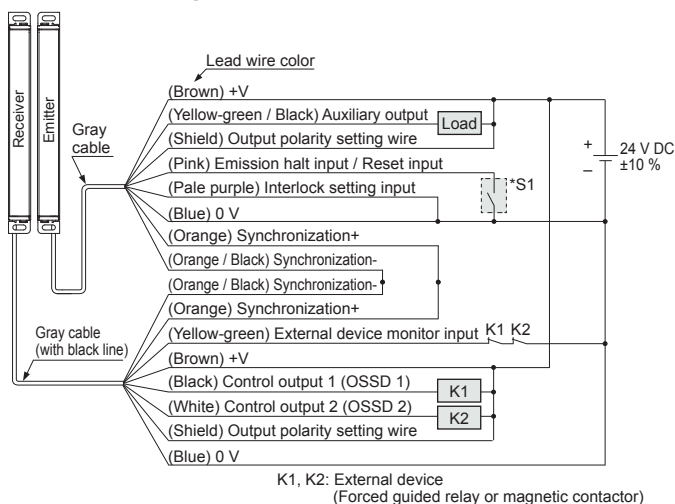 Lead wire color
Receiver
Emitter
Gray
cable
(Brown) +V
(Yellow-green / Black) Auxiliary output
Load
(Shield) Output polarity setting wire
(Pink) Emission halt input / Reset input
*S1
(Pale purple) Interlock setting input
(Blue) 0 V
+
–
24 V DC
±10 %
(Orange) Synchronization+
(Orange / Black) Synchronization-
(Orange / Black) Synchronization-
(Orange) Synchronization+
Gray cable
(with black line)
(Yellow-green) External device monitor input K1 K2
(Brown) +V
(Black) Control output 1 (OSSD 1)
K1
(White) Control output 2 (OSSD 2)
K2
(Shield) Output polarity setting wire
(Blue) 0 V
K1, K2: External device
(Forced guided relay or magnetic contactor)